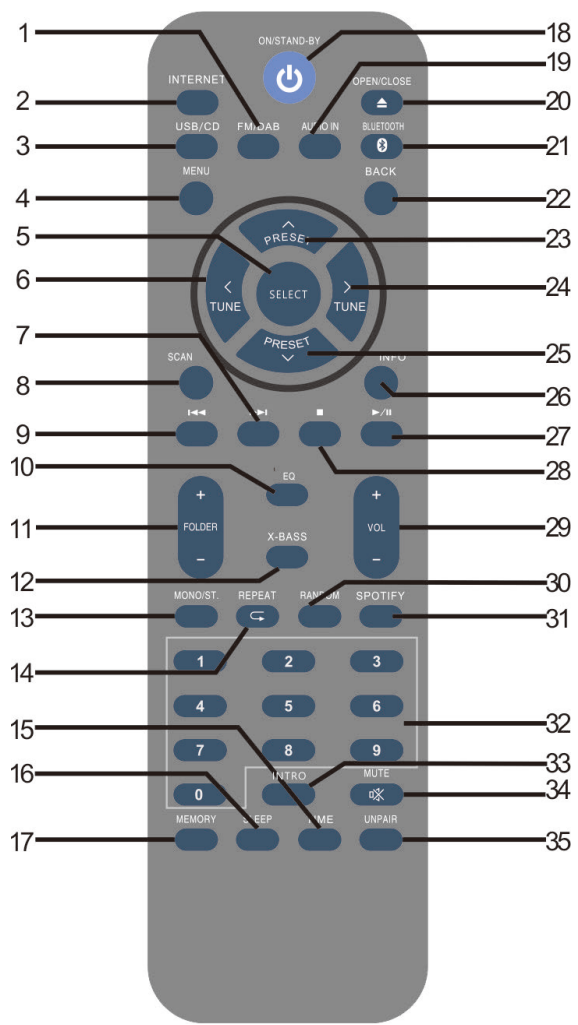 1
ON/STAND-BY
18
19
INTERNET
OPEN/CLOSE
2
20
USB/CD
FM/DAB
AUDIO IN
BLUETOOTH
3
21
MENU
BACK
4
22
5
PRESET
23
6
TUNE
SELECT
TUNE
24
7
PRESET
25
SCAN
INFO
8
26
9
27
28
10
EQ
11
+
FOLDER
-
+
VOL
-
29
X-BASS
12
30
MONO/ST.
REPEAT
RANDOM
SPOTIFY
13
31
14
1
2
3
4
5
6
15
32
7
8
9
16
33
INTRO
MUTE
0
34
MEMORY
SLEEP
TIME
UNPAIR
17
35